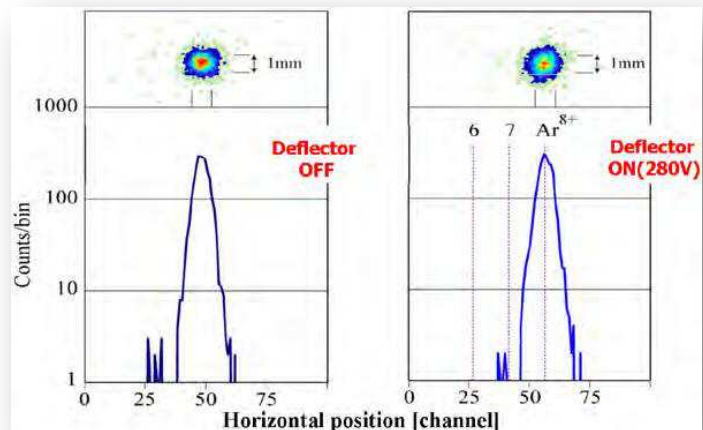 1mm
1mm
1000
100
10
1
Counts/bin
Deflector
OFF
6 7 Ar8+
Deflector
ON(280V)
0 25 50 75
0 25 50 75
Horizontal position [channel]